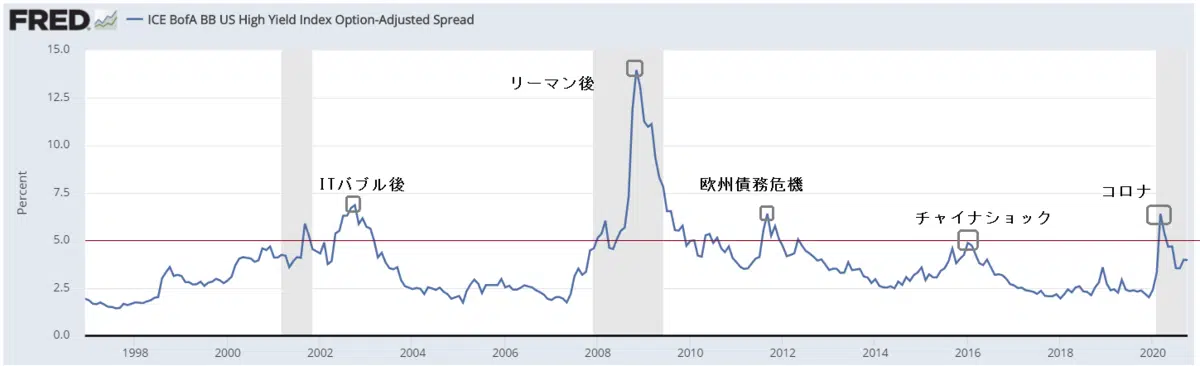 FRED ICE BofA BB US High Yield Index Option-Adjusted Spread
15.0
12.5
10.0
7.5
5.0
2.5
0.0
Percent
リーマン後
ITバブル後
欧州債務危機
チャイナショック
コロナ
1998 2000 2002 2004 2006 2008 2010 2012 2014 2016 2018 2020